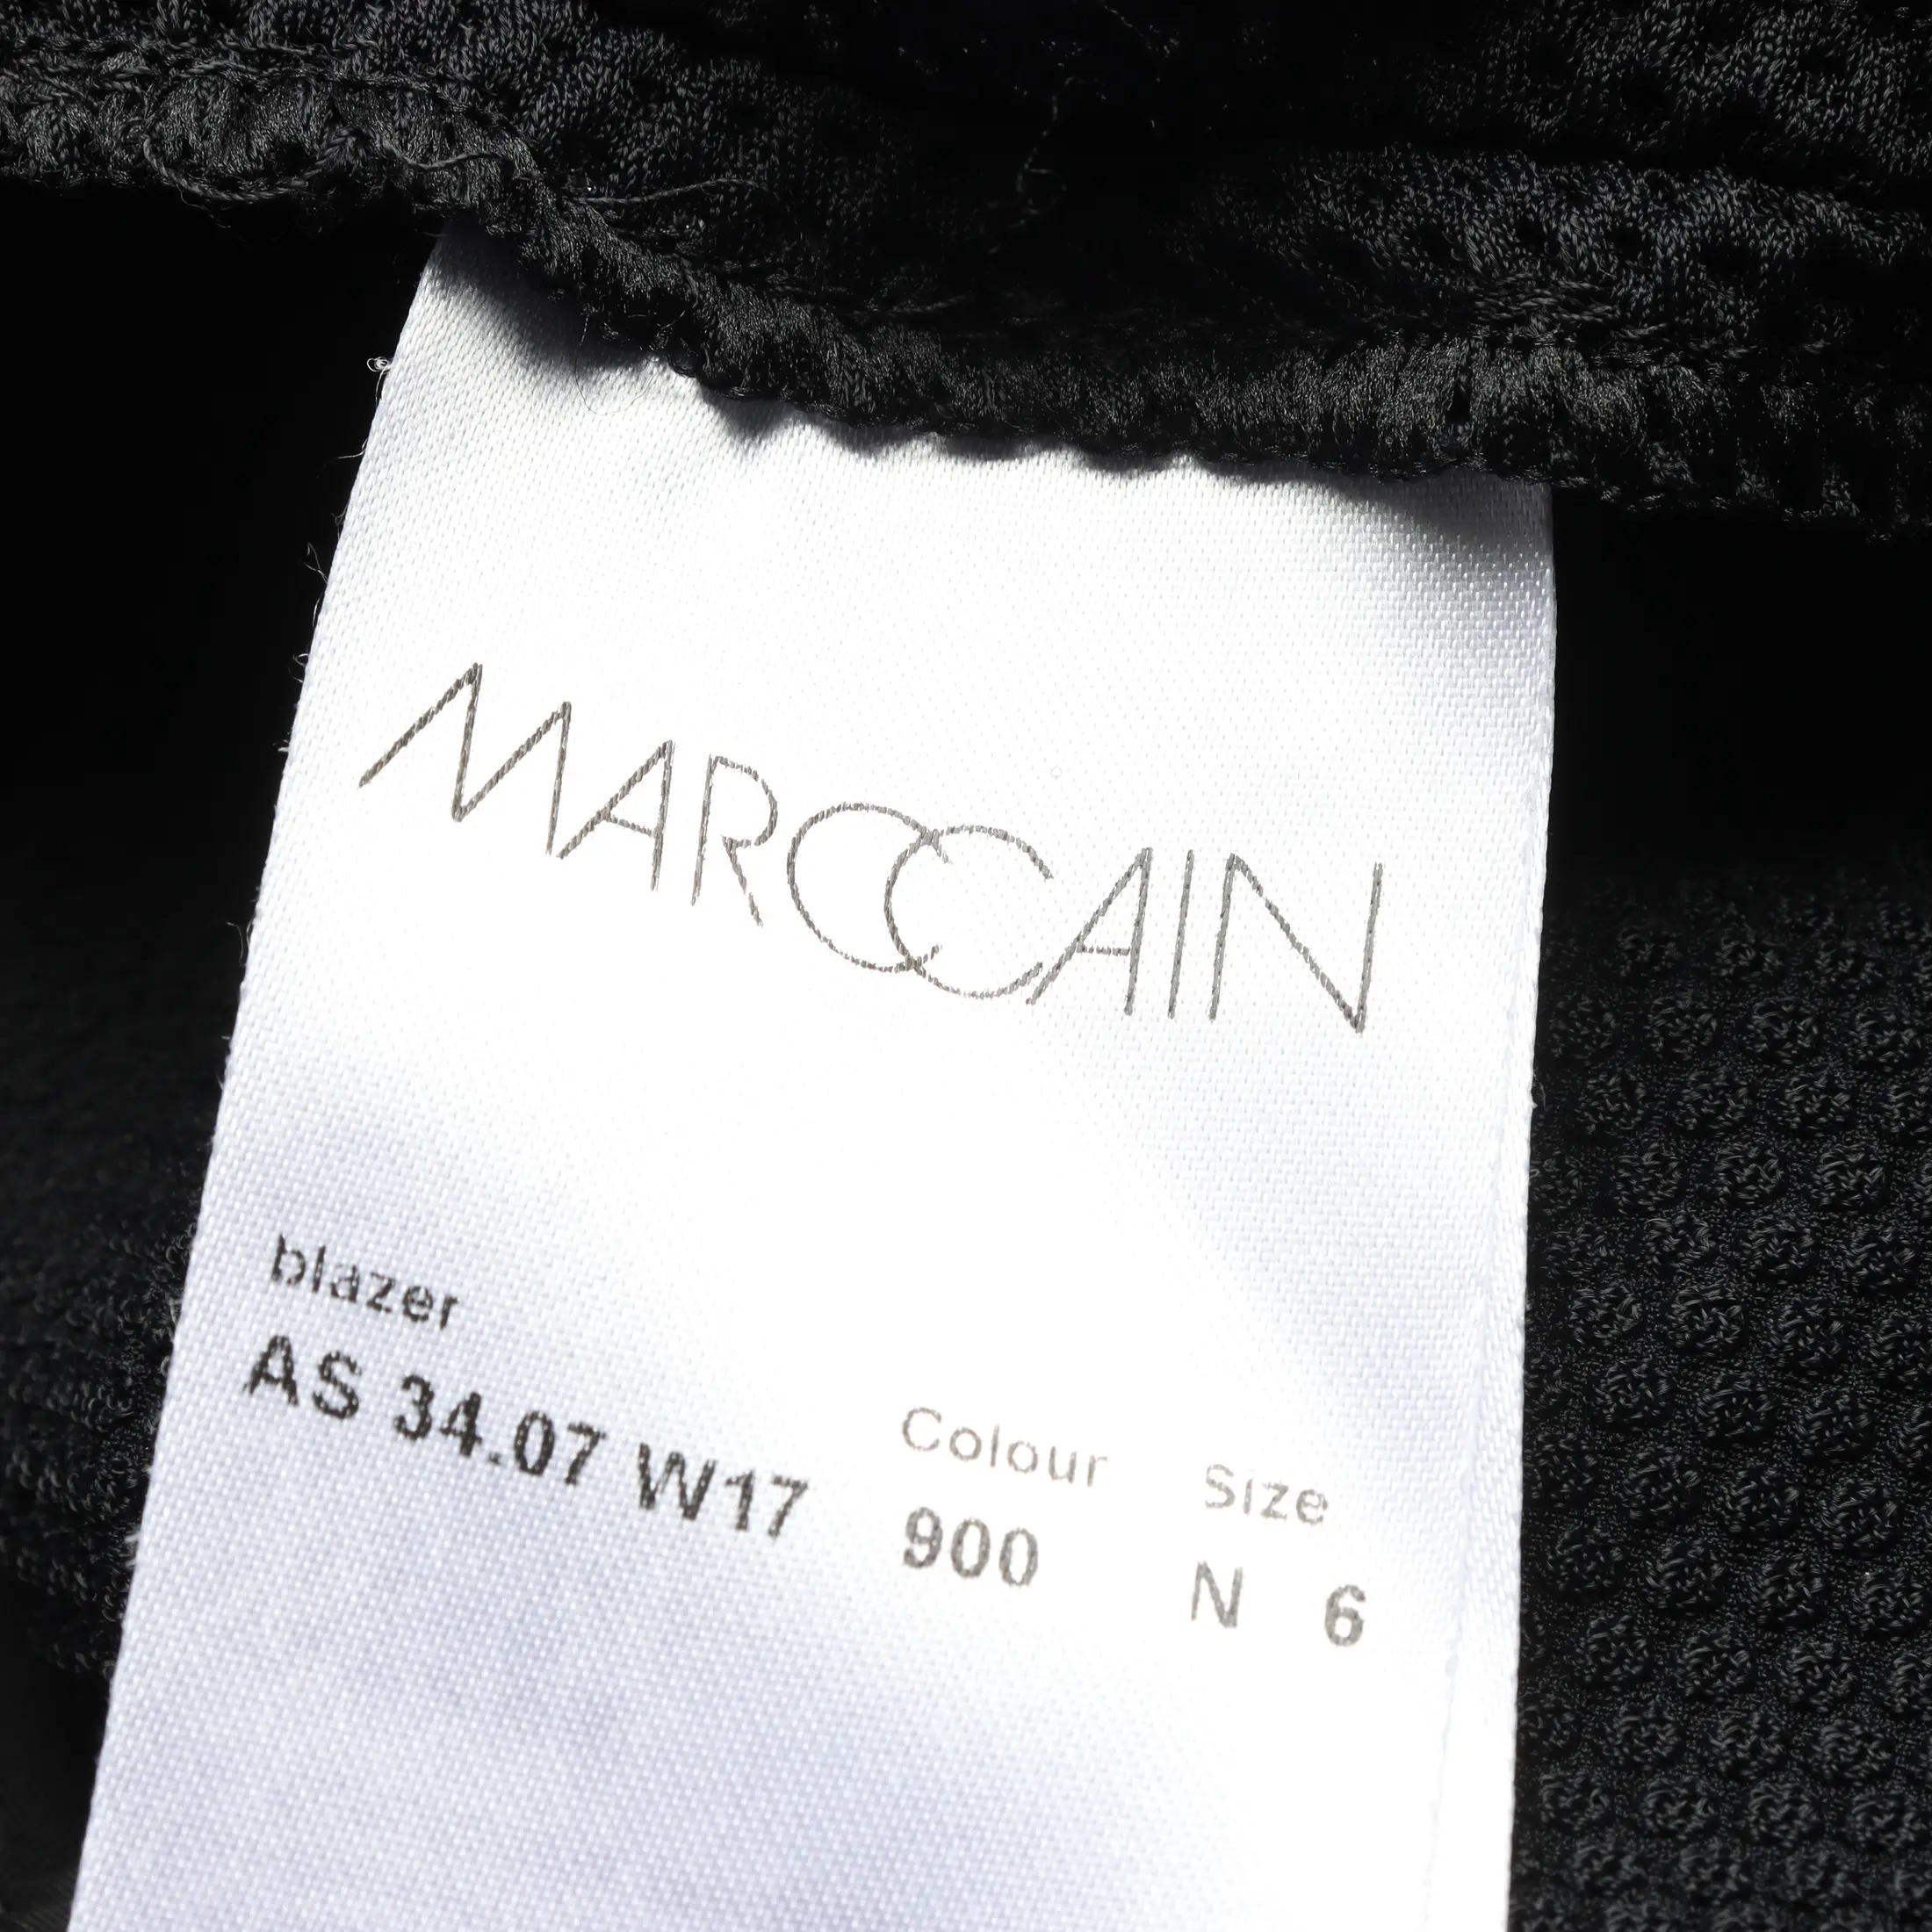 MARCCAIN
blazer
AS 34.07 W17
Colour
900
Size
N 6